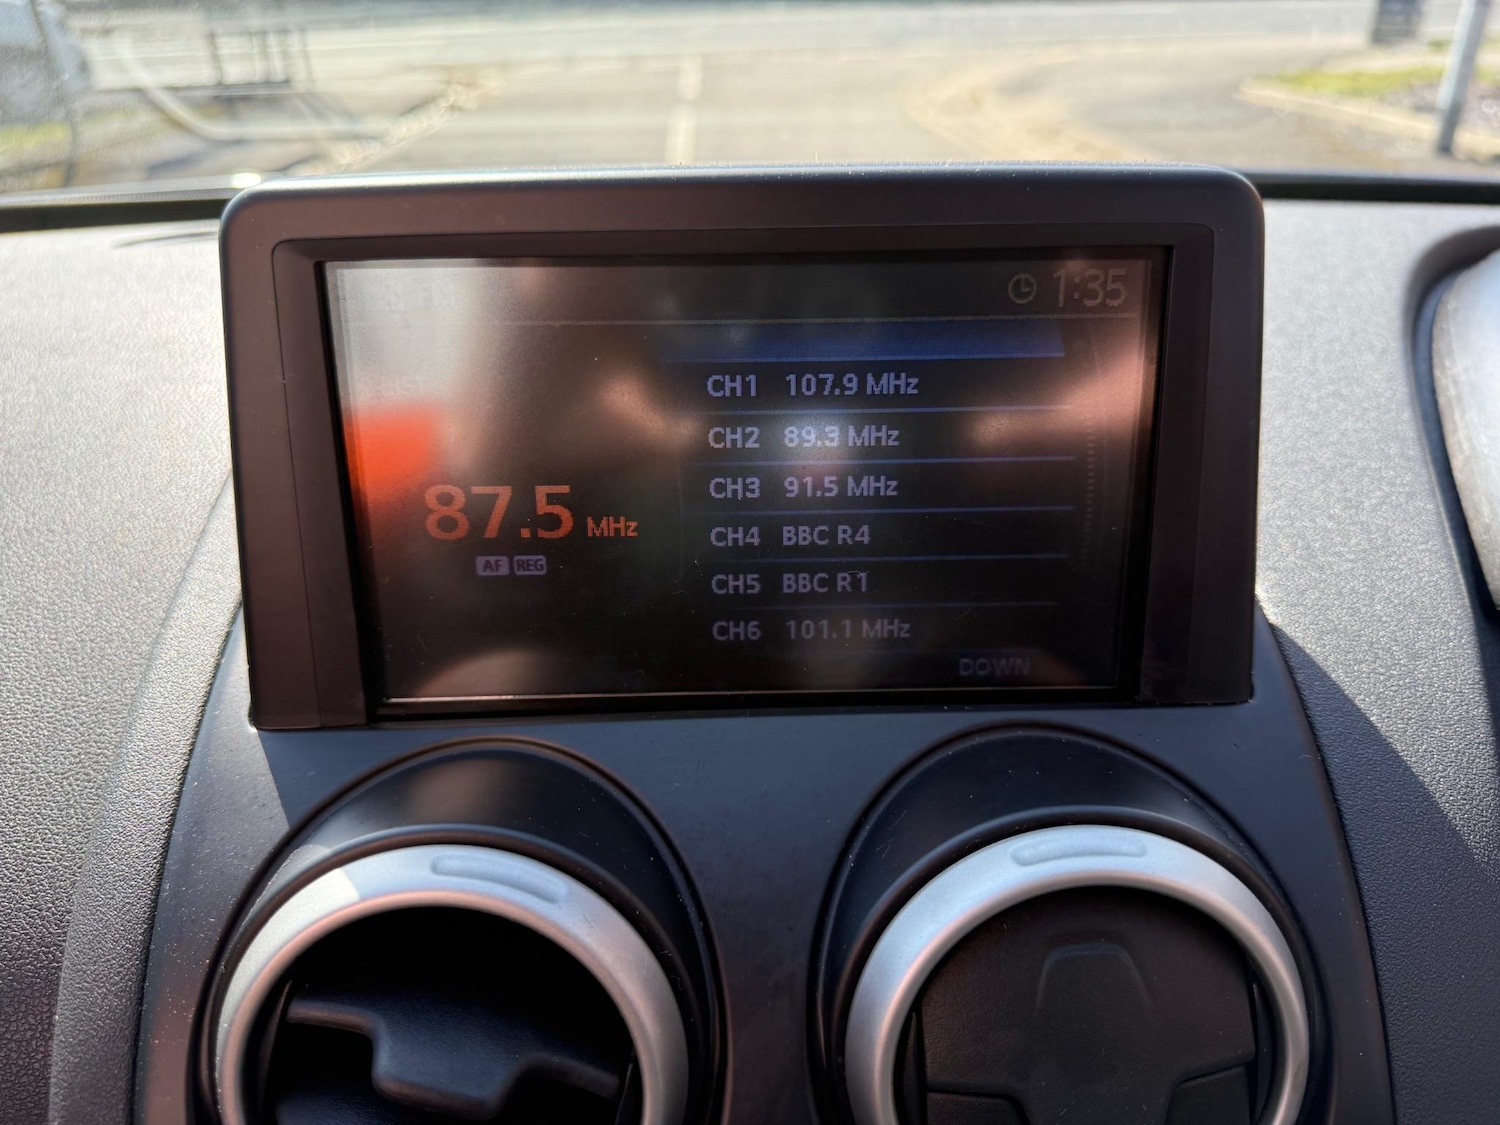 1:35
CH1 107.9 MHz
CH2 89.3 MHz
CH3 91.5 MHz
87.5 MHz
AF REG
CH4 BBC R4
CH5 BBC R1
CH6 101.1 MHz
DOWN